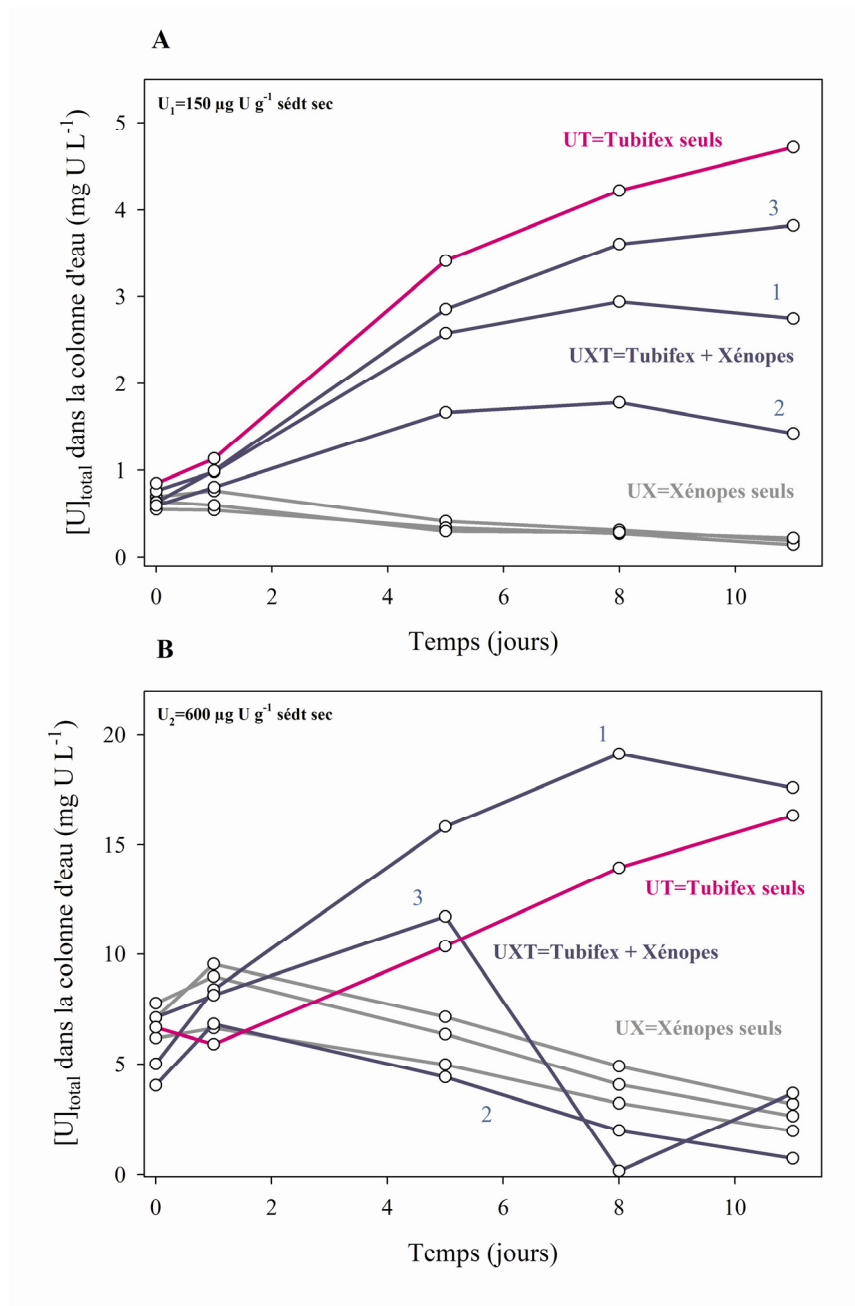 A
U1=150 µg U g-1 sédt sec
5
4
3
2
1
0
[U]total dans la colonne d'eau (mg U L-1)
UT=Tubifex seuls
3
1
UXT=Tubifex + Xénopes
2
UX=Xénopes seuls
0 2 4 6 8 10
Temps (jours)
B
U2=600 µg U g-1 sédt sec
20
15
10
5
0
[U]total dans la colonne d'eau (mg U L-1)
1
UT=Tubifex seuls
3
UXT=Tubifex + Xénopes
UX=Xénopes seuls
2
0 2 4 6 8 10
Temps (jours)